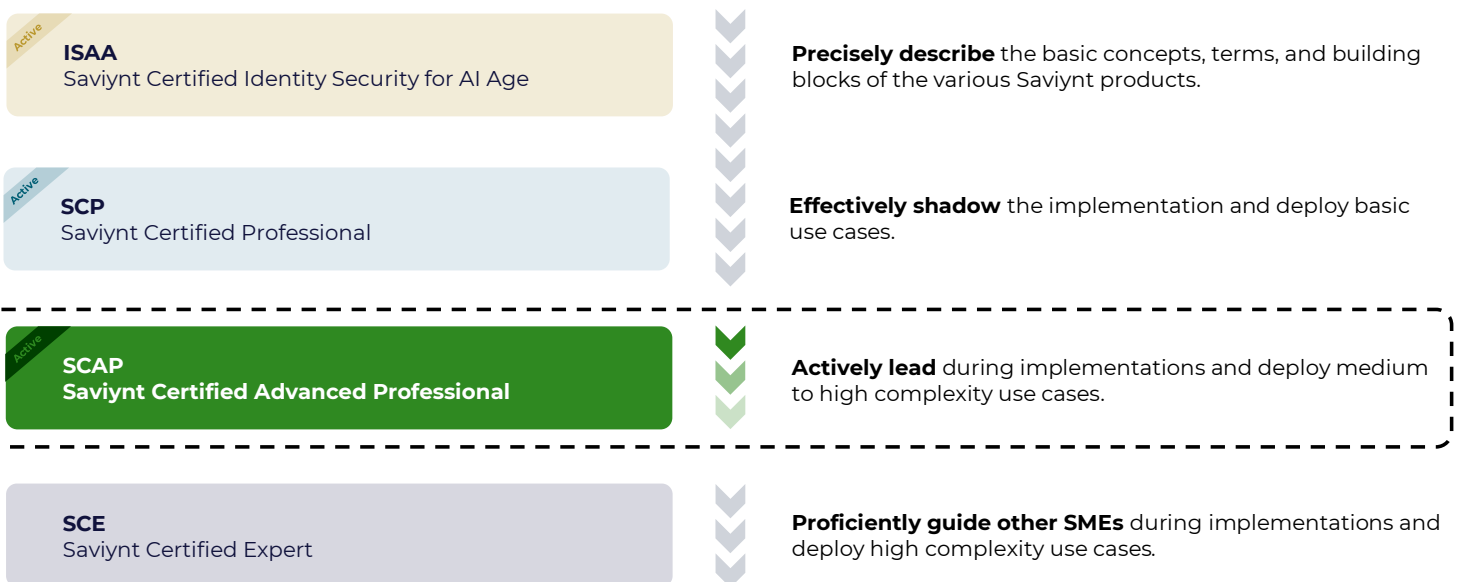 Active
ISAA
Saviynt Certified Identity Security for AI Age
Precisely describe the basic concepts, terms, and building
blocks of the various Saviynt products.
Active
SCP
Saviynt Certified Professional
Effectively shadow the implementation and deploy basic
use cases.
Active
SCAP
Saviynt Certified Advanced Professional
Actively lead during implementations and deploy medium
to high complexity use cases.
SCE
Saviynt Certified Expert
Proficiently guide other SMEs during implementations and
deploy high complexity use cases.